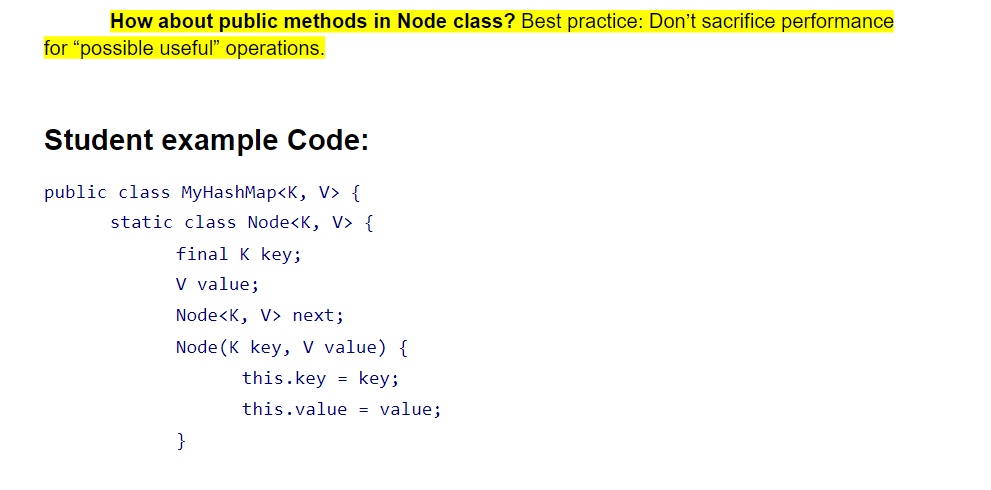 How about public methods in Node class? Best practice: Don’t sacrifice performance
for “possible useful” operations.
Student example Code:
public class MyHashMap<K, V> {
static class Node<K, V> {
final K key;
V value;
Node<K, V> next;
Node(K key, V value) {
this.key = key;
this.value = value;
}